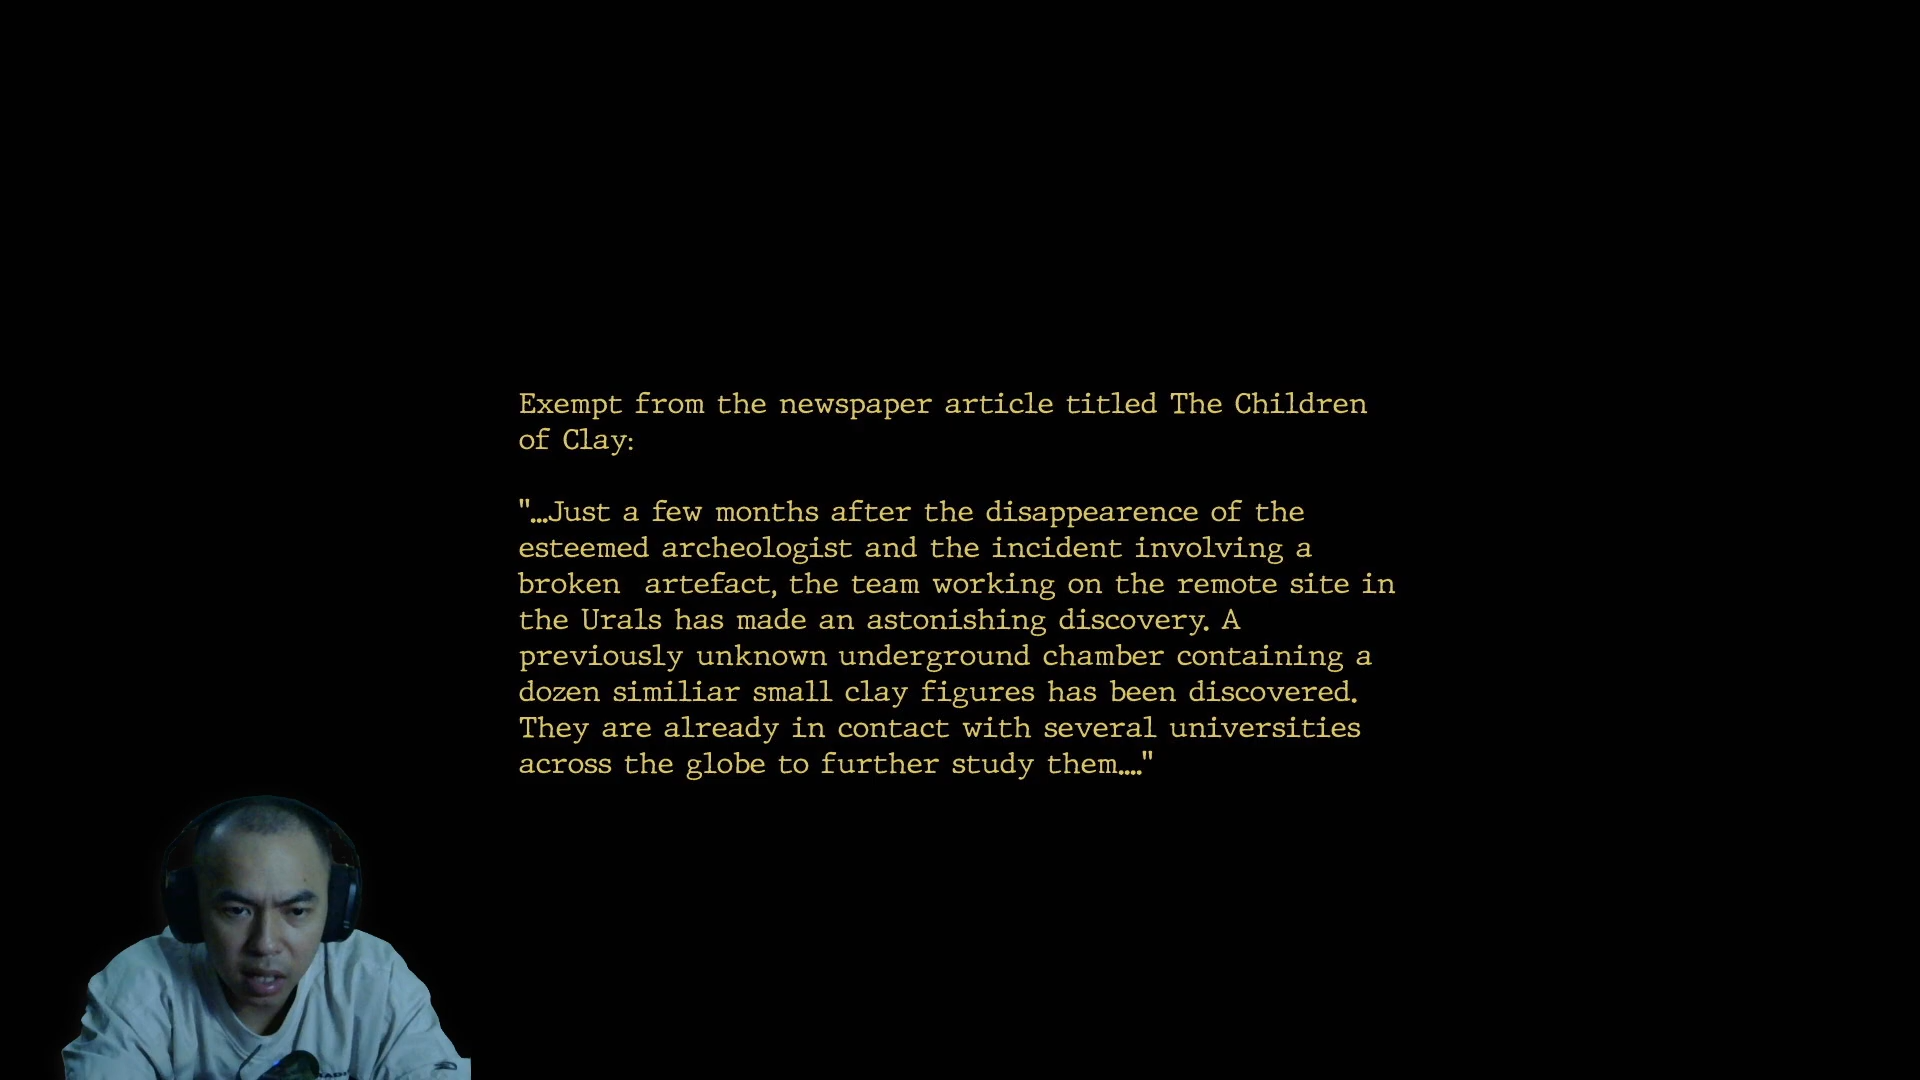 Exempt from the newspaper article titled The Children
of Clay:
"...Just a few months after the disappearence of the
esteemed archeologist and the incident involving a
broken  artefact, the team working on the remote site in
the Urals has made an astonishing discovery. A
previously unknown underground chamber containing a
dozen similiar small clay figures has been discovered.
They are already in contact with several universities
across the globe to further study them...."